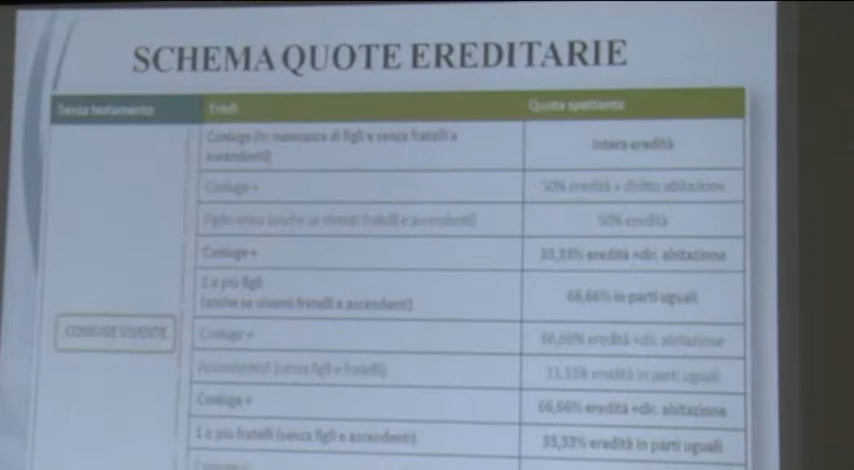 SCHEMA QUOTE EREDITARIE
Senza testamento Eredi Quota spettante
Coniuge (in mancanza di figli e senza fratelli e
ascendenti) Intera eredità
Coniuge + 50% eredità + diritto abitazione
Figlio unico (anche se viventi fratelli e ascendenti) 50% eredità
Coniuge + 33,33% eredità +dir. abitazione
2 o più figli
(anche se viventi fratelli e ascendenti) 66,66% in parti uguali
CONIUGE VIVENTE
Coniuge + 66,66% eredità +dir. abitazione
Ascendenti (senza figli e fratelli) 33,33% eredità in parti uguali
Coniuge + 66,66% eredità +dir. abitazione
1 o più fratelli (senza figli e ascendenti) 33,33% eredità in parti uguali